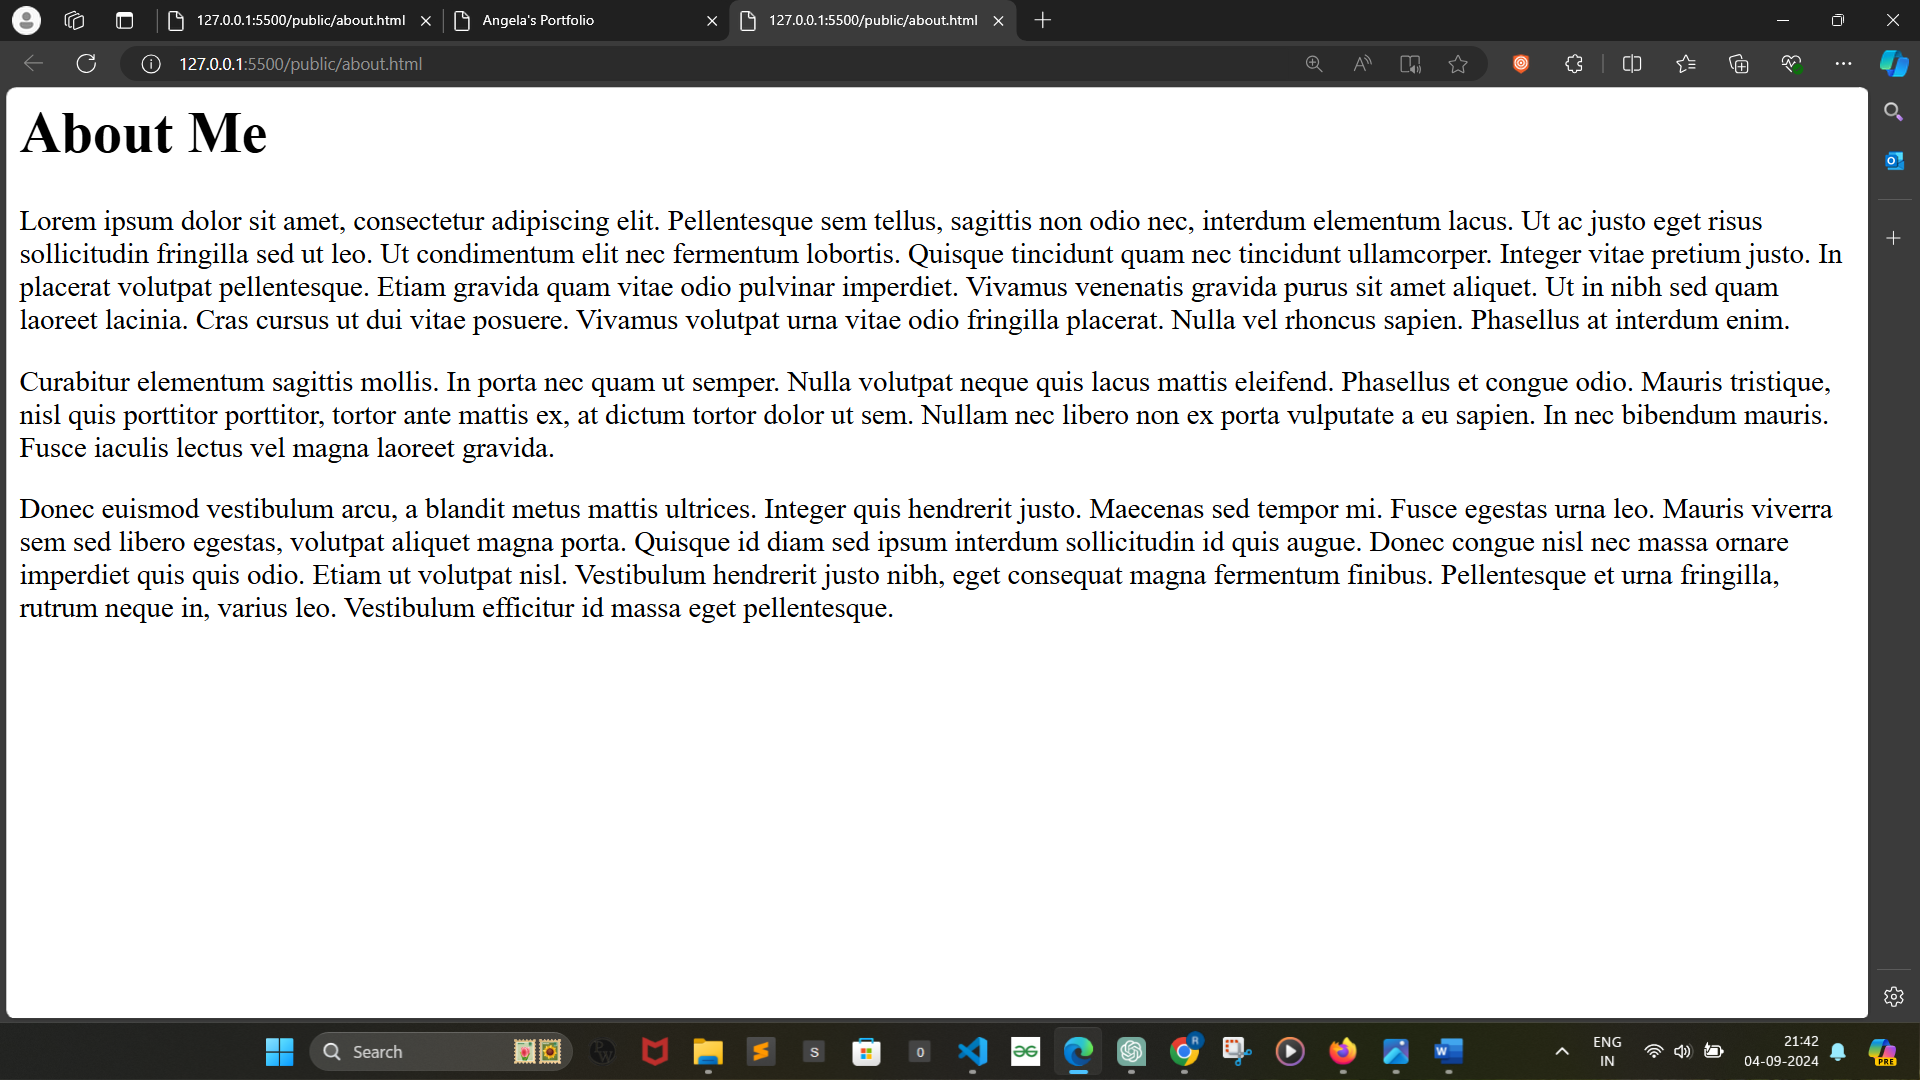 127.0.0.1:5500/public/about.html
Angela's Portfolio
127.0.0.1:5500/public/about.html
127.0.0.1:5500/public/about.html
About Me
Lorem ipsum dolor sit amet, consectetur adipiscing elit. Pellentesque sem tellus, sagittis non odio nec, interdum elementum lacus. Ut ac justo eget risus
sollicitudin fringilla sed ut leo. Ut condimentum elit nec fermentum lobortis. Quisque tincidunt quam nec tincidunt ullamcorper. Integer vitae pretium justo. In
placerat volutpat pellentesque. Etiam gravida quam vitae odio pulvinar imperdiet. Vivamus venenatis gravida purus sit amet aliquet. Ut in nibh sed quam
laoreet lacinia. Cras cursus ut dui vitae posuere. Vivamus volutpat urna vitae odio fringilla placerat. Nulla vel rhoncus sapien. Phasellus at interdum enim.
Curabitur elementum sagittis mollis. In porta nec quam ut semper. Nulla volutpat neque quis lacus mattis eleifend. Phasellus et congue odio. Mauris tristique,
nisl quis porttitor porttitor, tortor ante mattis ex, at dictum tortor dolor ut sem. Nullam nec libero non ex porta vulputate a eu sapien. In nec bibendum mauris.
Fusce iaculis lectus vel magna laoreet gravida.
Donec euismod vestibulum arcu, a blandit metus mattis ultrices. Integer quis hendrerit justo. Maecenas sed tempor mi. Fusce egestas urna leo. Mauris viverra
sem sed libero egestas, volutpat aliquet magna porta. Quisque id diam sed ipsum interdum sollicitudin id quis augue. Donec congue nisl nec massa ornare
imperdiet quis quis odio. Etiam ut volutpat nisl. Vestibulum hendrerit justo nibh, eget consequat magna fermentum finibus. Pellentesque et urna fringilla,
rutrum neque in, varius leo. Vestibulum efficitur id massa eget pellentesque.
Search
S
0
R
ENG
IN
21:42
04-09-2024
PRE